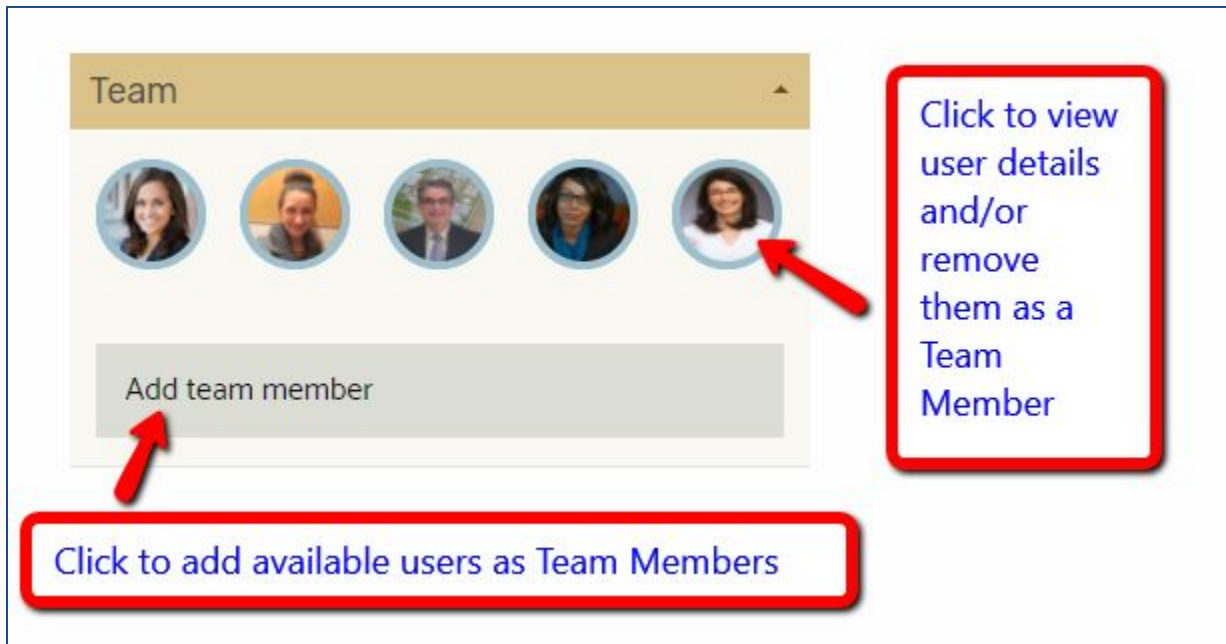 Team
Click to view
user details
and/or
remove
them as a
Team
Member
Add team member
Click to add available users as Team Members